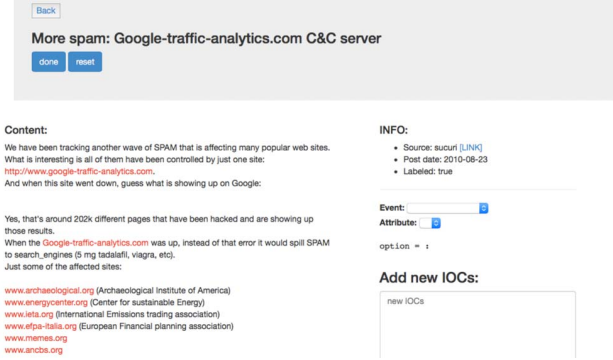 Back
More spam: Google-traffic-analytics.com C&C server
done
reset
Content:
We have been tracking another wave of SPAM that is affecting many popular web sites.
What is interesting is all of them have been controlled by just one site:
http://www.google-traffic-analytics.com.
And when this site went down, guess what is showing up on Google:
Yes, that's around 202k different pages that have been hacked and are showing up
those results.
When the Google-traffic-analytics.com was up, instead of that error it would spill SPAM
to search_engines (5 mg tadalafil, viagra, etc).
Just some of the affected sites:
www.archaeological.org (Archaeological Institute of America)
www.energycenter.org (Center for sustainable Energy)
www.ieta.org (International Emissions trading association)
www.efpa-italia.org (European Financial planning association)
www.memes.org
www.ancbs.org
INFO:
Source: sucuri [LINK]
Post date: 2010-08-23
Labeled: true
Event:
Attribute:
option = :
Add new IOCs:
new IOCs